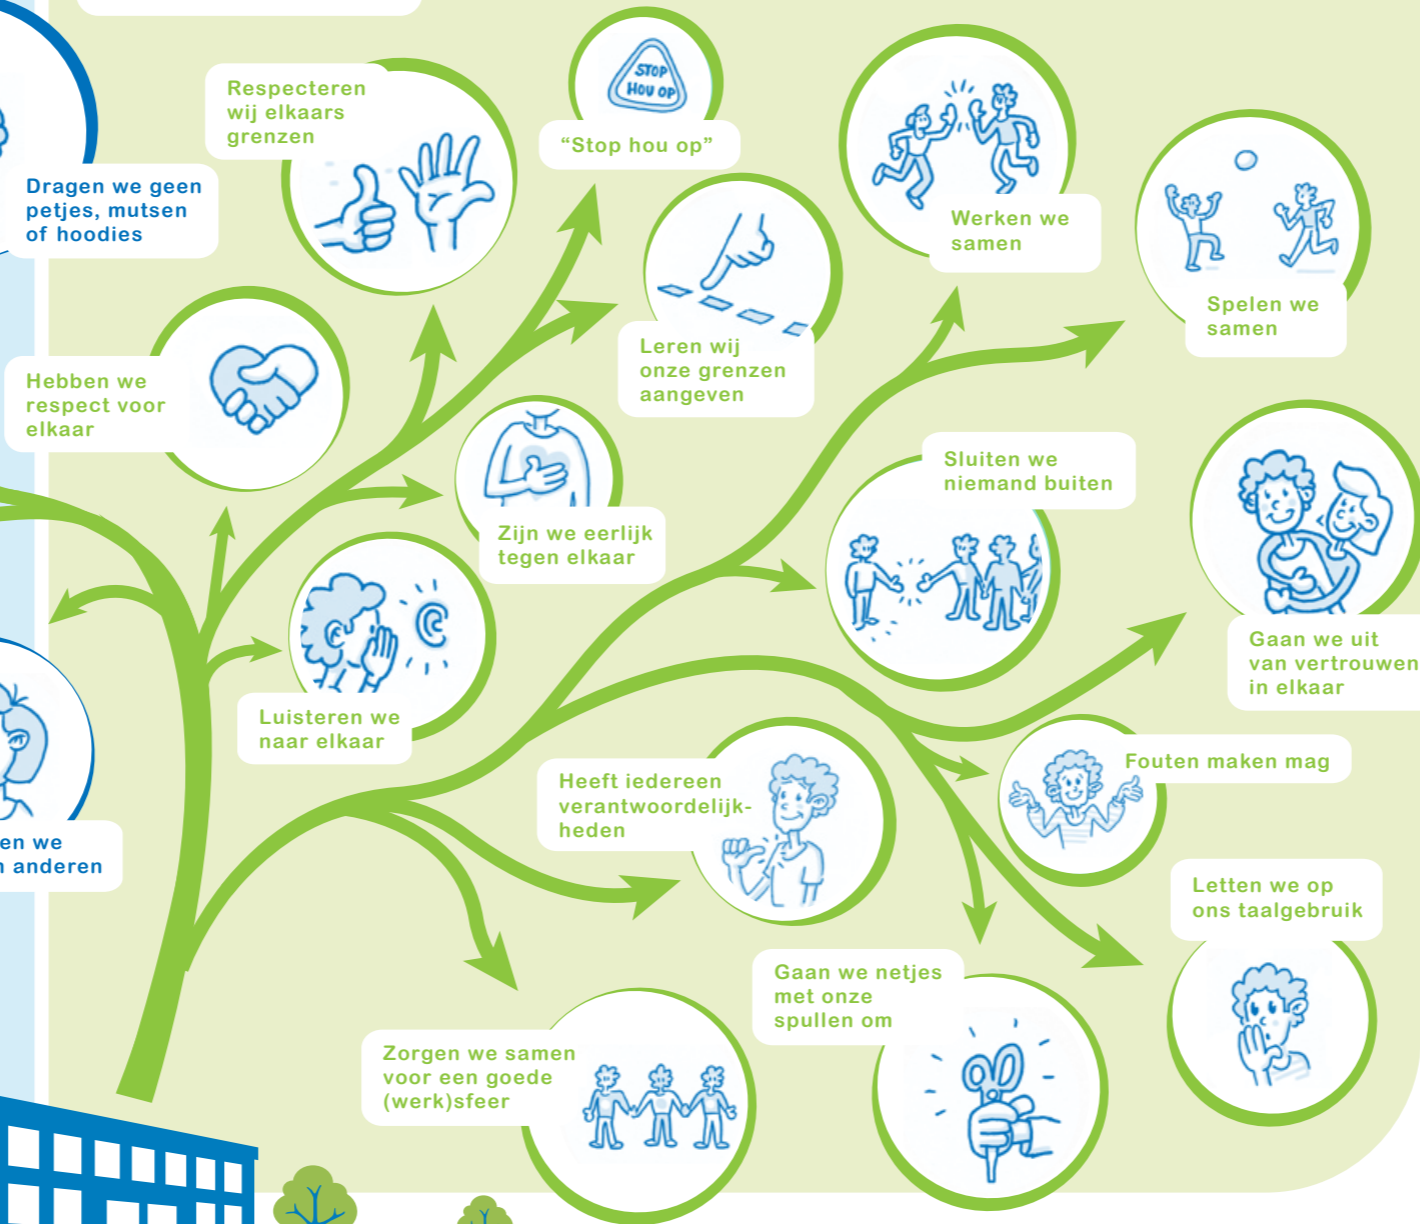 Respecteren
wij elkaars
grenzen
STOP
HOU OP
“Stop hou op”
Werken we
samen
Dragen we geen
petjes, mutsen
of hoodies
Spelen we
samen
Leren wij
onze grenzen
aangeven
Hebben we
respect voor
elkaar
Sluiten we
niemand buiten
Zijn we eerlijk
tegen elkaar
Gaan we uit
van vertrouwen
in elkaar
Luisteren we
naar elkaar
Fouten maken mag
Heeft iedereen
verantwoordelijk-
heden
en we
anderen
Letten we op
ons taalgebruik
Gaan we netjes
met onze
spullen om
Zorgen we samen
voor een goede
(werk)sfeer